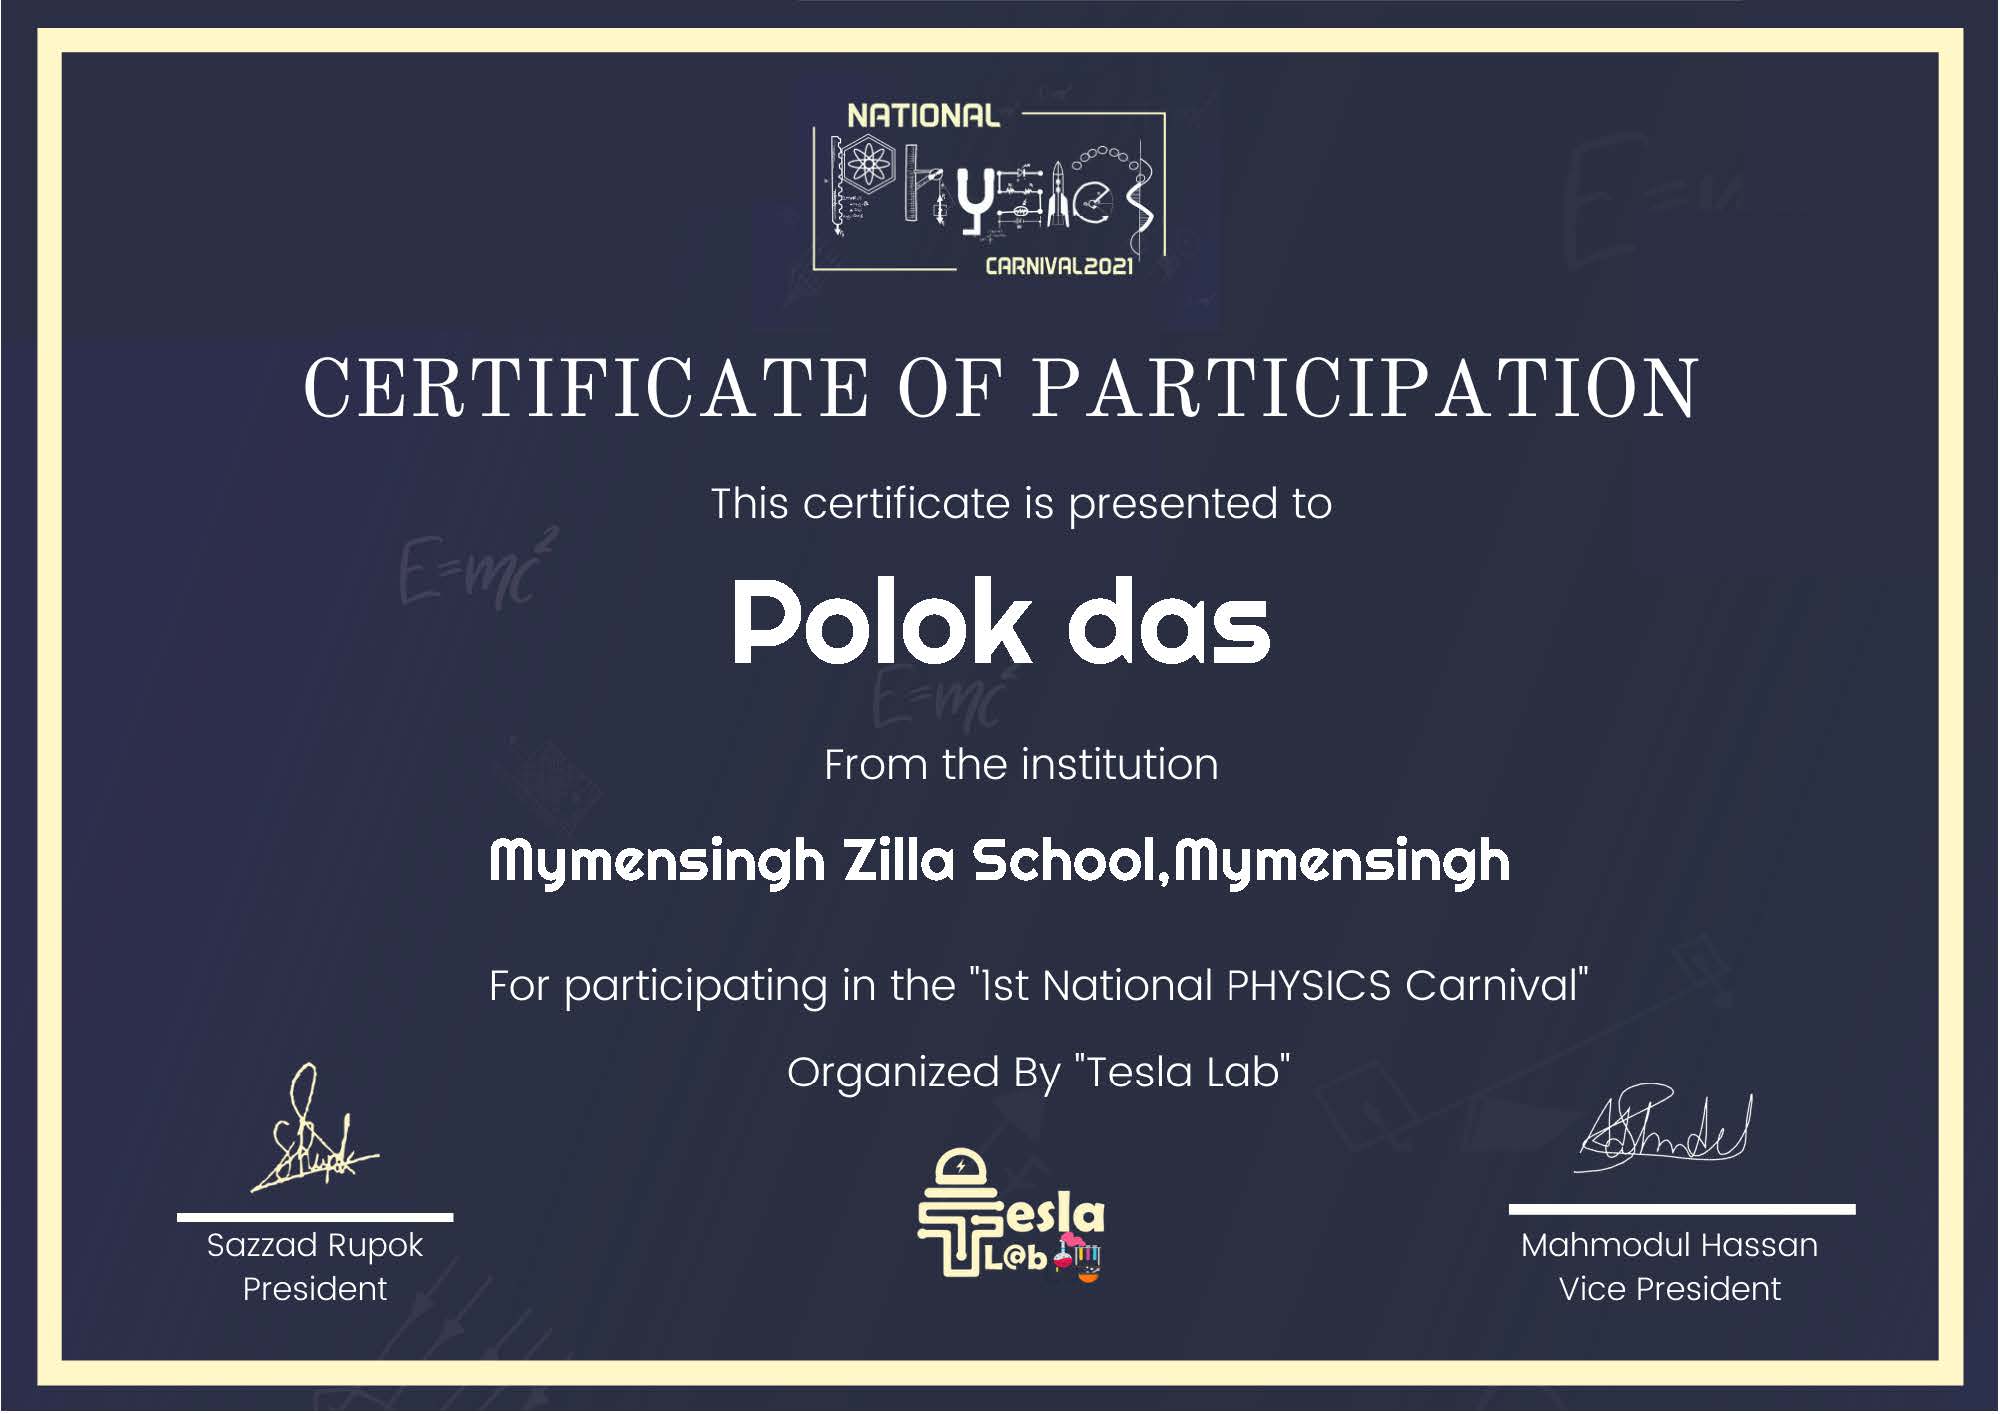 NATIONAL
Physics
CARNIVAL2021
CERTIFICATE OF PARTICIPATION
This certificate is presented to
E=mc²
Polok das
E=mc²
From the institution
Mymensingh Zilla School,Mymensingh
For participating in the "1st National PHYSICS Carnival"
Organized By "Tesla Lab"
Tesla
L@b
Sazzad Rupok
President
Mahmodul Hassan
Vice President